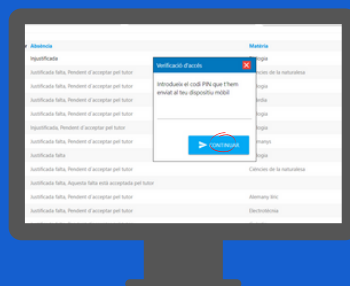 Absència Matèria
Injustificada
Verificació d'accés
Justificada falta, Pendent d'acceptar pel tutor Ciències de la naturalesa
Introdueix el codi PIN que t'hem
enviat al teu dispositiu mòbil
Justificada falta, Pendent d'acceptar pel tutor
Justificada falta, Pendent d'acceptar pel tutor
Justificada falta, Pendent d'acceptar pel tutor
Injustificada, Pendent d'acceptar pel tutor
Justificada falta, Pendent d'acceptar pel tutor
CONTINUAR
Justificada falta
Justificada falta, Pendent d'acceptar pel tutor Ciències de la naturalesa
Justificada falta, Aquesta falta està acceptada pel tutor
Justificada falta, Pendent d'acceptar pel tutor Alemany
Justificada falta, Pendent d'acceptar pel tutor Electrotècnia